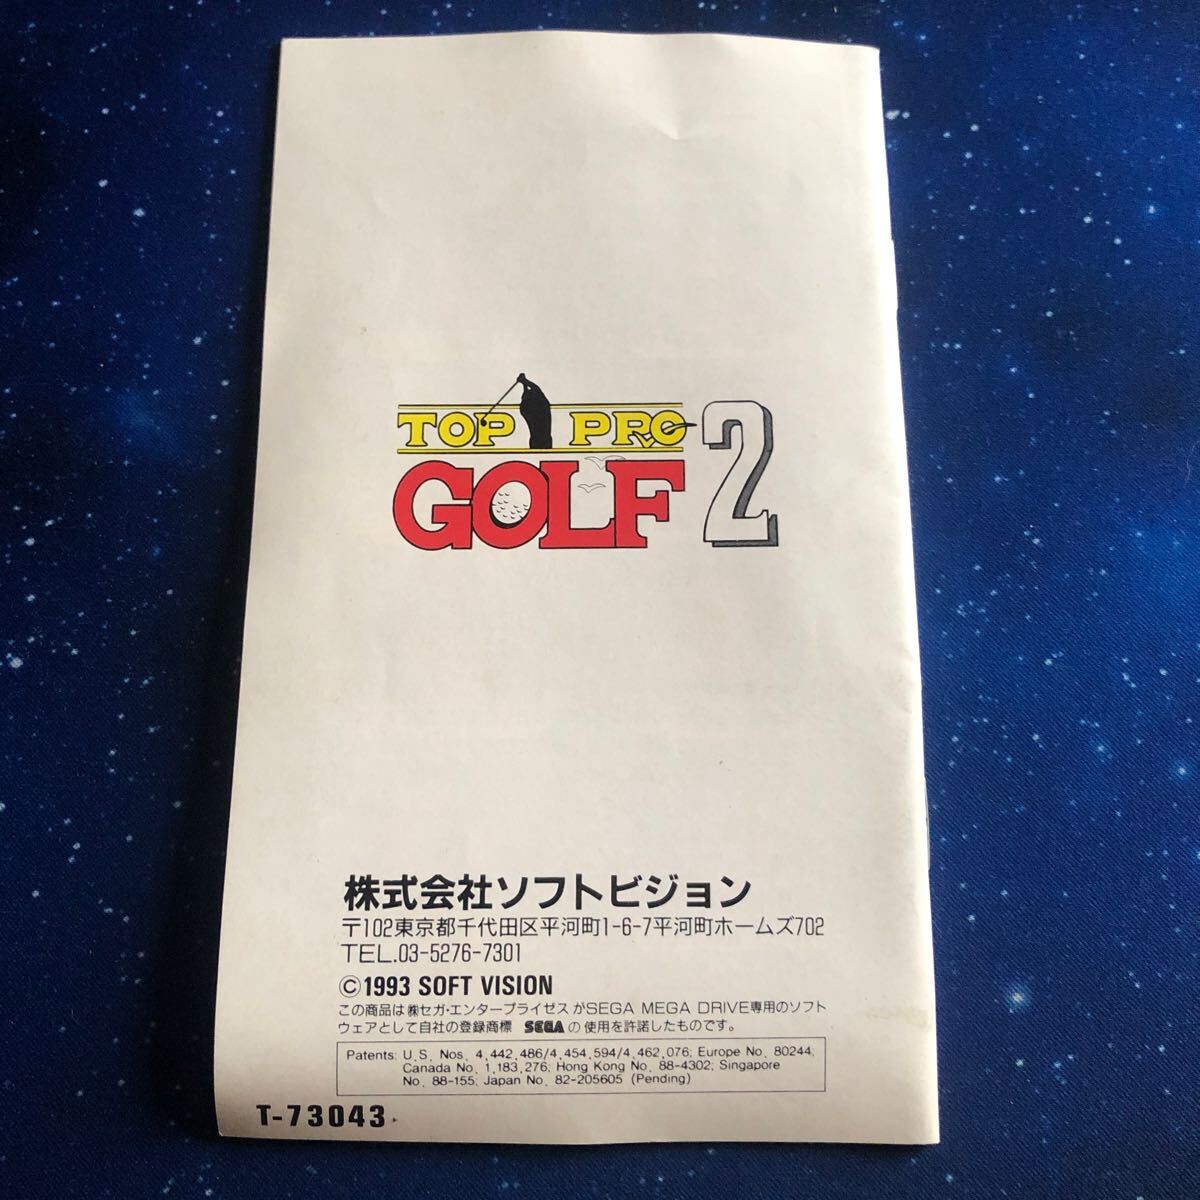 TOP PRO
GOLF 2
株式会社ソフトビジョン
〒102東京都千代田区平河町1-6-7平河町ホームズ702
TEL.03-5276-7301
©1993 SOFT VISION
この商品は㈱セガ・エンタープライゼスがSEGA MEGA DRIVE専用のソフト
ウェアとして自社の登録商標 SEGA の使用を許諾したものです。
Patents: U.S. Nos. 4,442,486/4,454,594/4,462,076; Europe No. 80244;
Canada No. 1,183,276; Hong Kong No. 88-4302; Singapore
No. 88-155; Japan No. 82-205605 (Pending)
T-73043